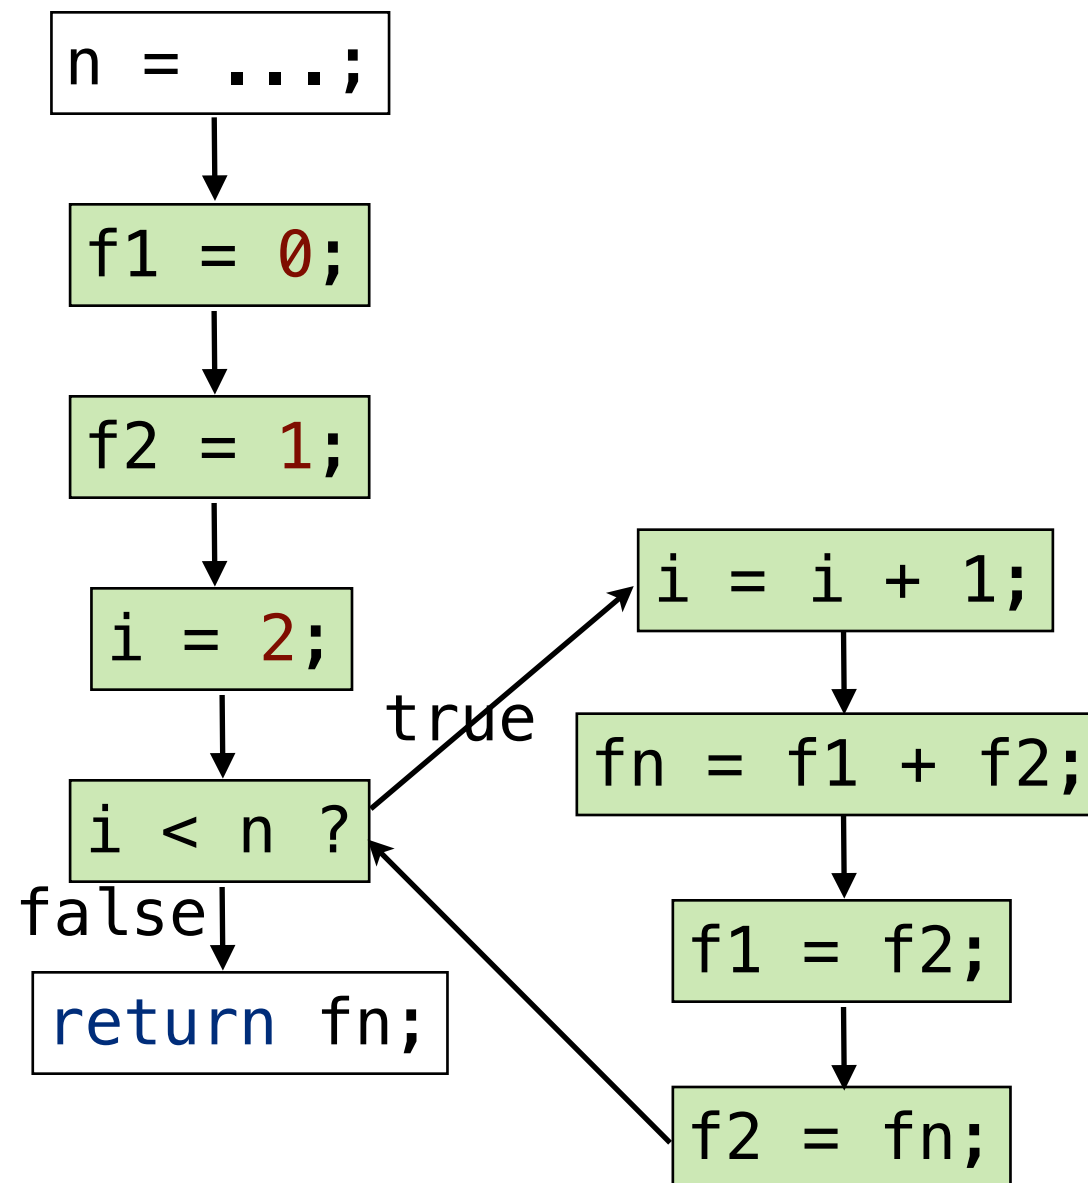 n = ...;
f1 = 0;
f2 = 1;
i = 2;
i < n ?
true
false
return fn;
i = i + 1;
fn = f1 + f2;
f1 = f2;
f2 = fn;